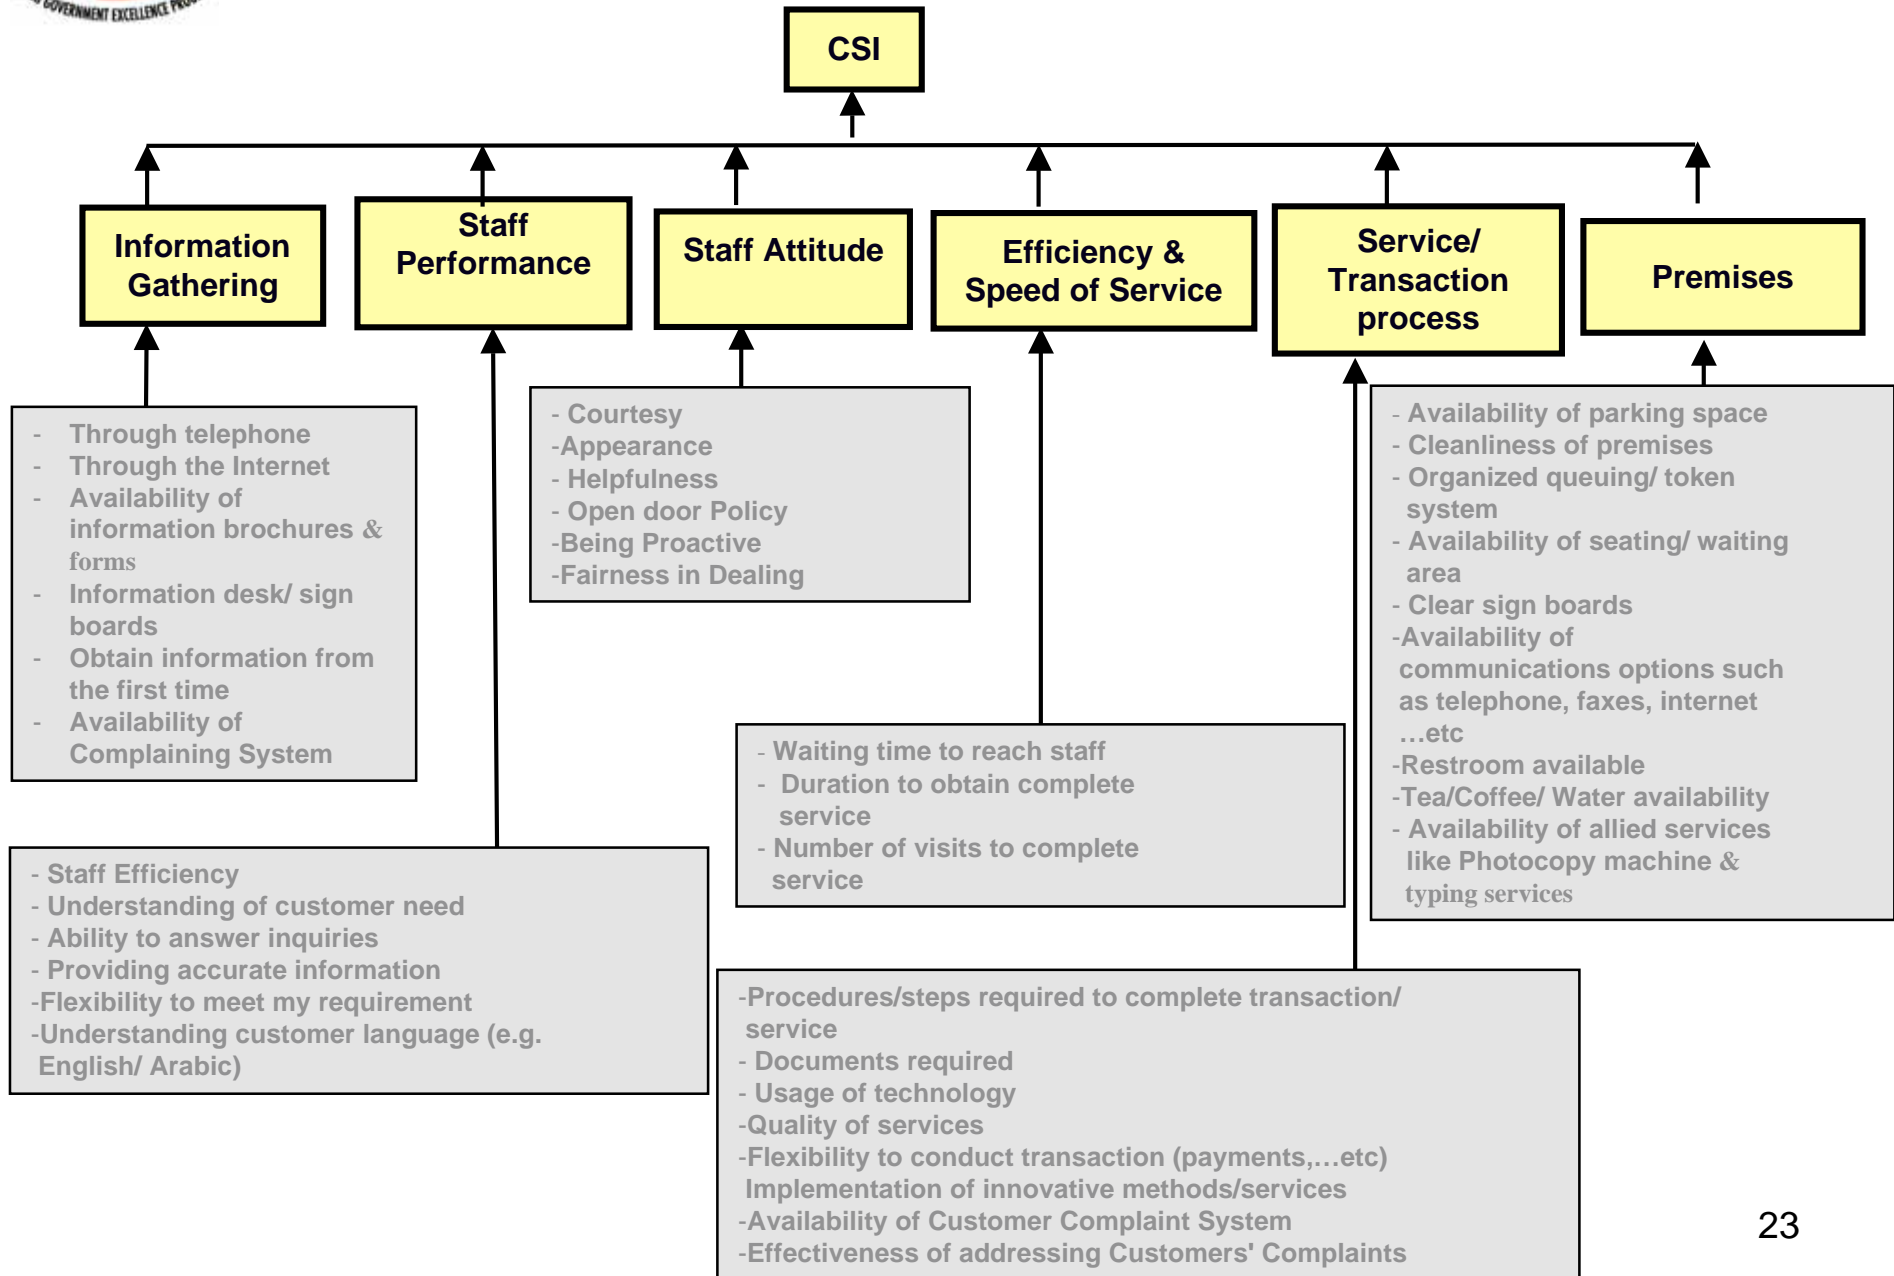 GOVERNMENT EXCELLENCE
CSI
Information
Gathering
Staff
Performance
Staff Attitude
Efficiency &
Speed of Service
Service/
Transaction
process
Premises
- Through telephone
- Through the Internet
- Availability of
information brochures &
forms
- Information desk/ sign
boards
- Obtain information from
the first time
- Availability of
Complaining System
- Staff Efficiency
- Understanding of customer need
- Ability to answer inquiries
- Providing accurate information
-Flexibility to meet my requirement
-Understanding customer language (e.g.
English/ Arabic)
- Courtesy
-Appearance
- Helpfulness
- Open door Policy
-Being Proactive
-Fairness in Dealing
- Waiting time to reach staff
- Duration to obtain complete
service
- Number of visits to complete
service
-Procedures/steps required to complete transaction/
service
- Documents required
- Usage of technology
-Quality of services
-Flexibility to conduct transaction (payments,…etc)
Implementation of innovative methods/services
-Availability of Customer Complaint System
-Effectiveness of addressing Customers' Complaints
- Availability of parking space
- Cleanliness of premises
- Organized queuing/ token
system
- Availability of seating/ waiting
area
- Clear sign boards
-Availability of
communications options such
as telephone, faxes, internet
…etc
-Restroom available
-Tea/Coffee/ Water availability
- Availability of allied services
like Photocopy machine &
typing services
23